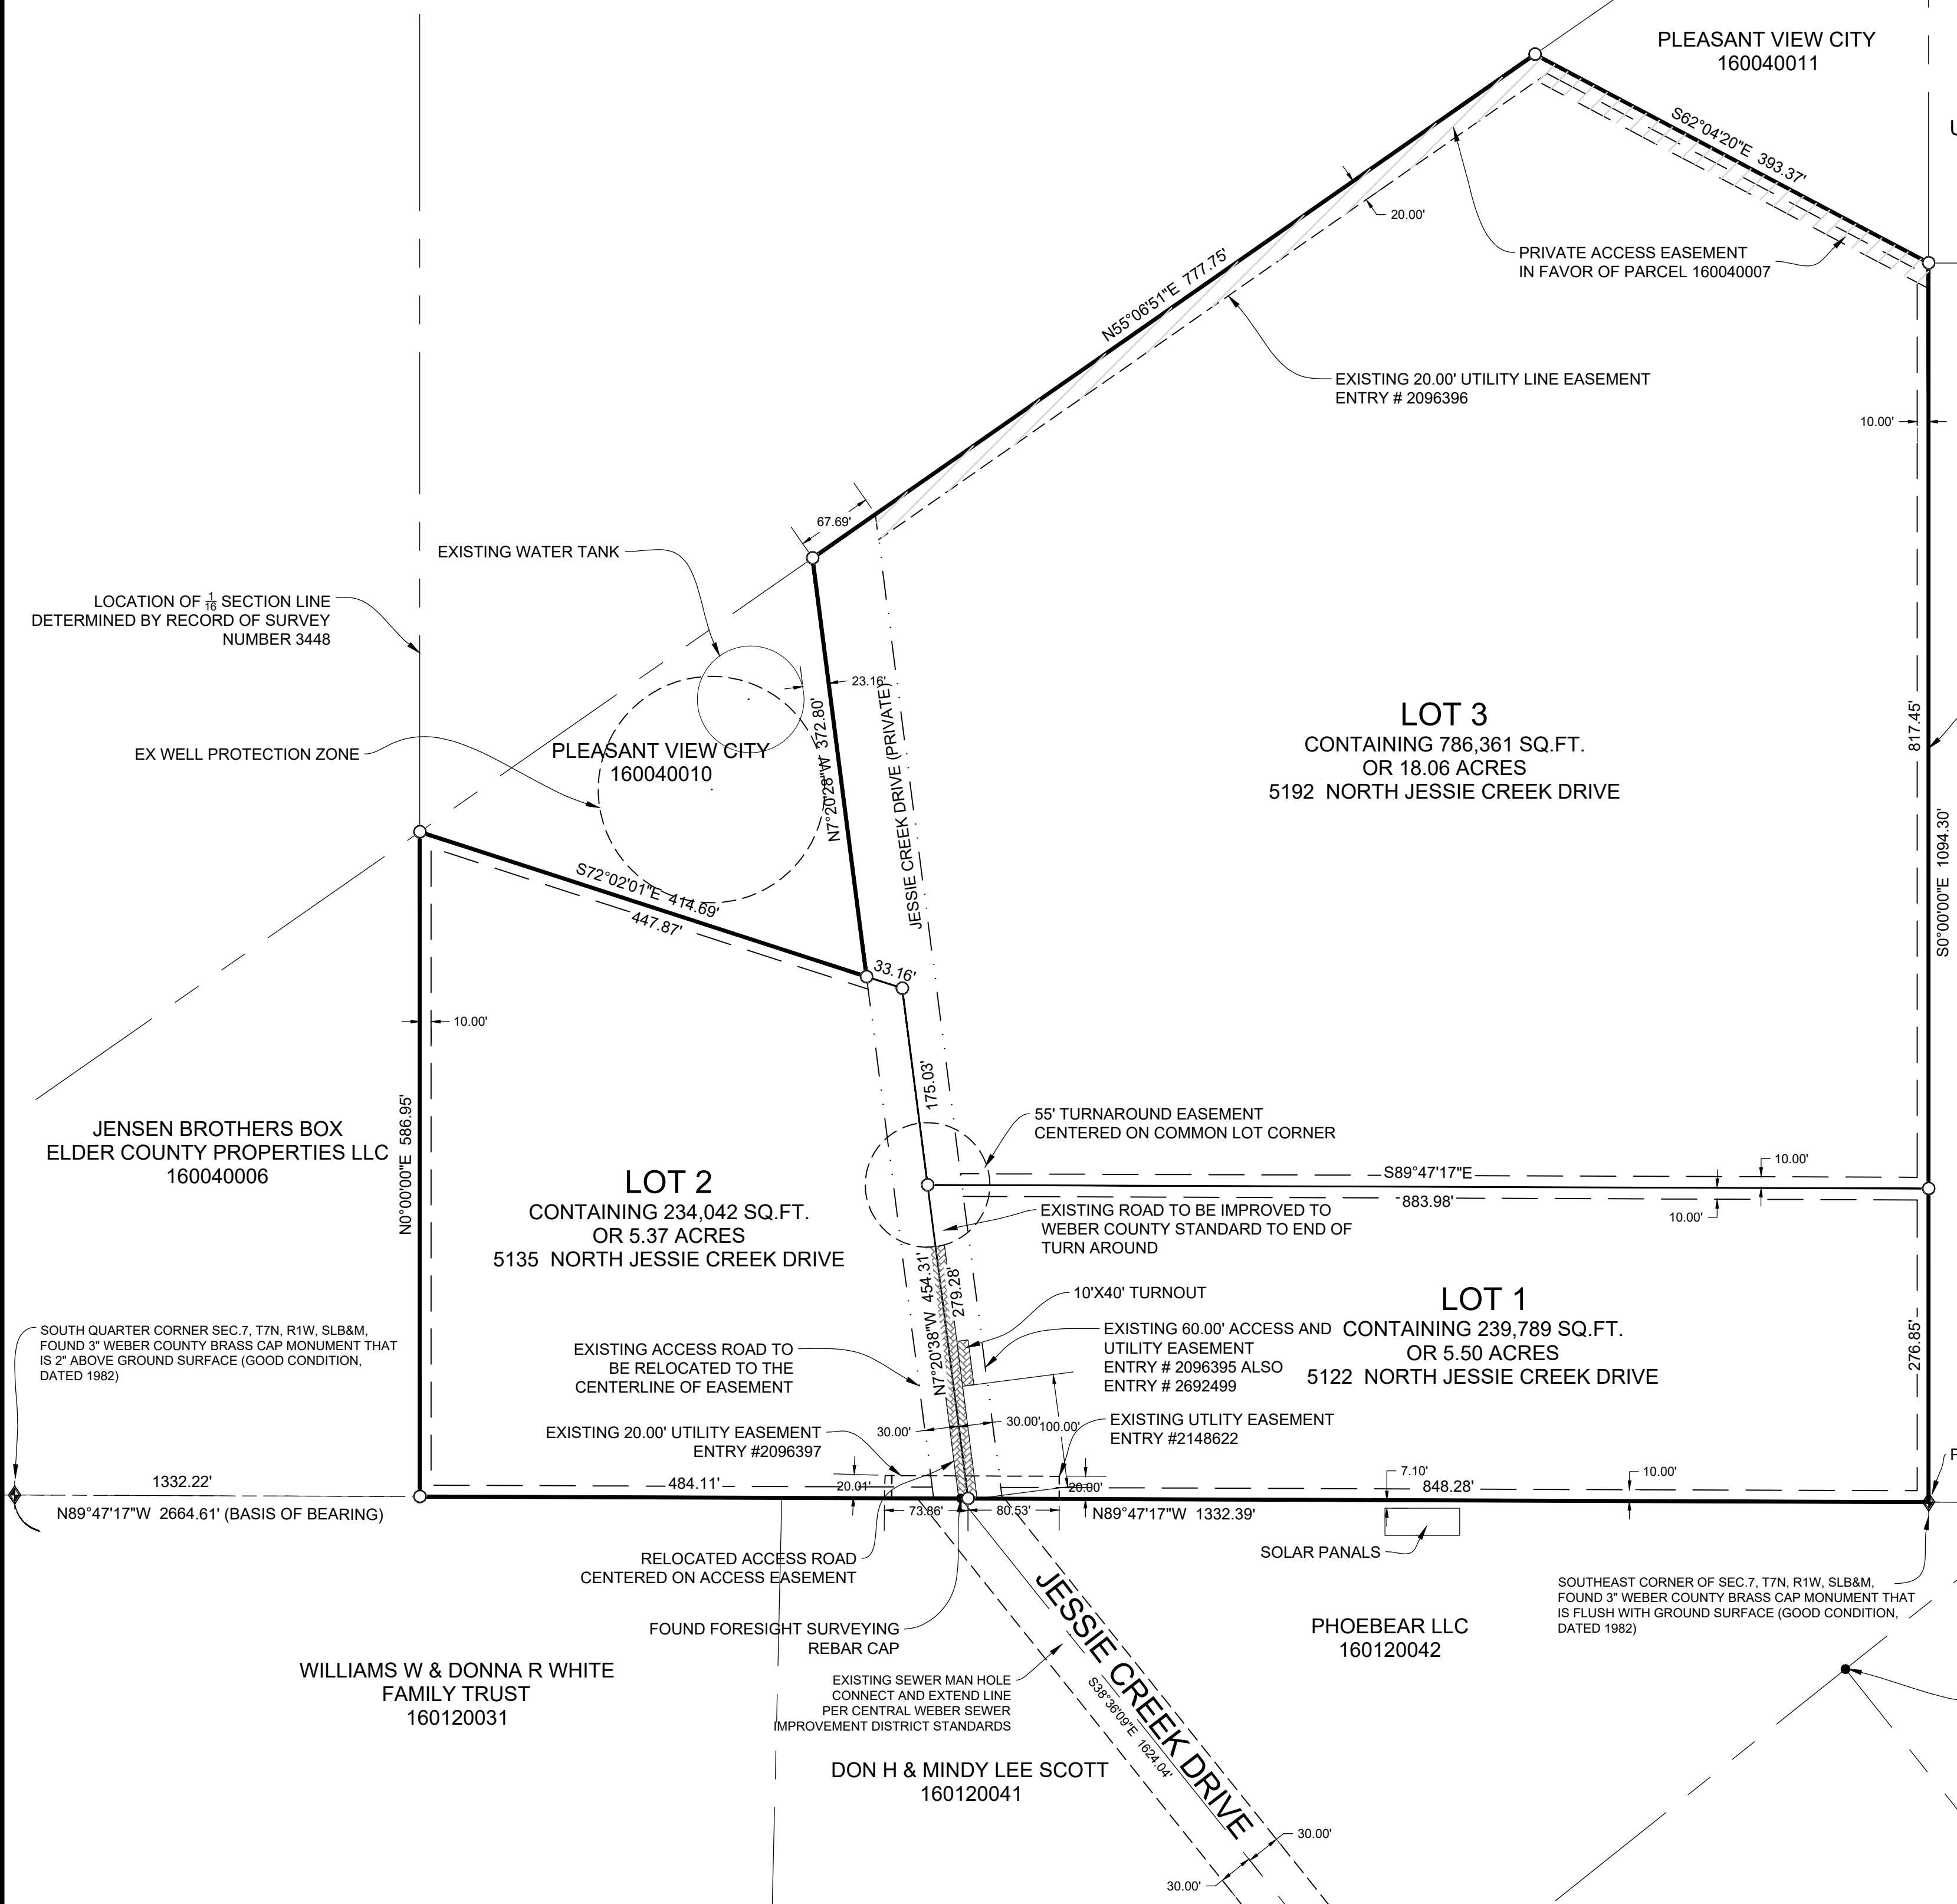 PLEASANT VIEW CITY
160040011
S62°04'20"E 393.37'
20.00'
PRIVATE ACCESS EASEMENT
IN FAVOR OF PARCEL 160040007
N55°06'51"E 777.75'
EXISTING 20.00' UTILITY LINE EASEMENT
ENTRY # 2096396
10.00'
67.69'
EXISTING WATER TANK
LOCATION OF 1/16 SECTION LINE
DETERMINED BY RECORD OF SURVEY
NUMBER 3448
23.16'
N7°20'28"W 372.80'
JESSIE CREEK DRIVE (PRIVATE)
EX WELL PROTECTION ZONE
PLEASANT VIEW CITY
160040010
LOT 3
CONTAINING 786,361 SQ.FT.
OR 18.06 ACRES
5192 NORTH JESSIE CREEK DRIVE
817.45'
S0°00'00"E 1094.30'
S72°02'01"E 414.69'
447.87'
33.16'
10.00'
175.03'
JENSEN BROTHERS BOX
ELDER COUNTY PROPERTIES LLC
160040006
N0°00'00"E 586.95'
55' TURNAROUND EASEMENT
CENTERED ON COMMON LOT CORNER
S89°47'17"E
883.98'
10.00'
10.00'
LOT 2
CONTAINING 234,042 SQ.FT.
OR 5.37 ACRES
5135 NORTH JESSIE CREEK DRIVE
EXISTING ROAD TO BE IMPROVED TO
WEBER COUNTY STANDARD TO END OF
TURN AROUND
N7°20'38"W 454.31'
279.28'
10'X40' TURNOUT
LOT 1
CONTAINING 239,789 SQ.FT.
OR 5.50 ACRES
5122 NORTH JESSIE CREEK DRIVE
276.85'
EXISTING 60.00' ACCESS AND
UTILITY EASEMENT
ENTRY # 2096395 ALSO
ENTRY # 2692499
SOUTH QUARTER CORNER SEC.7, T7N, R1W, SLB&M,
FOUND 3" WEBER COUNTY BRASS CAP MONUMENT THAT
IS 2" ABOVE GROUND SURFACE (GOOD CONDITION,
DATED 1982)
EXISTING ACCESS ROAD TO
BE RELOCATED TO THE
CENTERLINE OF EASEMENT
30.00'
30.00'
100.00'
EXISTING UTLITY EASEMENT
ENTRY #2148622
EXISTING 20.00' UTILITY EASEMENT
ENTRY #2096397
1332.22'
484.11'
20.01'
20.00'
7.10'
848.28'
10.00'
N89°47'17"W 2664.61' (BASIS OF BEARING)
73.86'
80.53'
N89°47'17"W 1332.39'
SOLAR PANALS
RELOCATED ACCESS ROAD
CENTERED ON ACCESS EASEMENT
SOUTHEAST CORNER OF SEC.7, T7N, R1W, SLB&M,
FOUND 3" WEBER COUNTY BRASS CAP MONUMENT THAT
IS FLUSH WITH GROUND SURFACE (GOOD CONDITION,
DATED 1982)
FOUND FORESIGHT SURVEYING
REBAR CAP
PHOEBEAR LLC
160120042
WILLIAMS W & DONNA R WHITE
FAMILY TRUST
160120031
EXISTING SEWER MAN HOLE
CONNECT AND EXTEND LINE
PER CENTRAL WEBER SEWER
IMPROVEMENT DISTRICT STANDARDS
JESSIE CREEK DRIVE
S38°36'09"E 1624.04'
DON H & MINDY LEE SCOTT
160120041
30.00'
30.00'